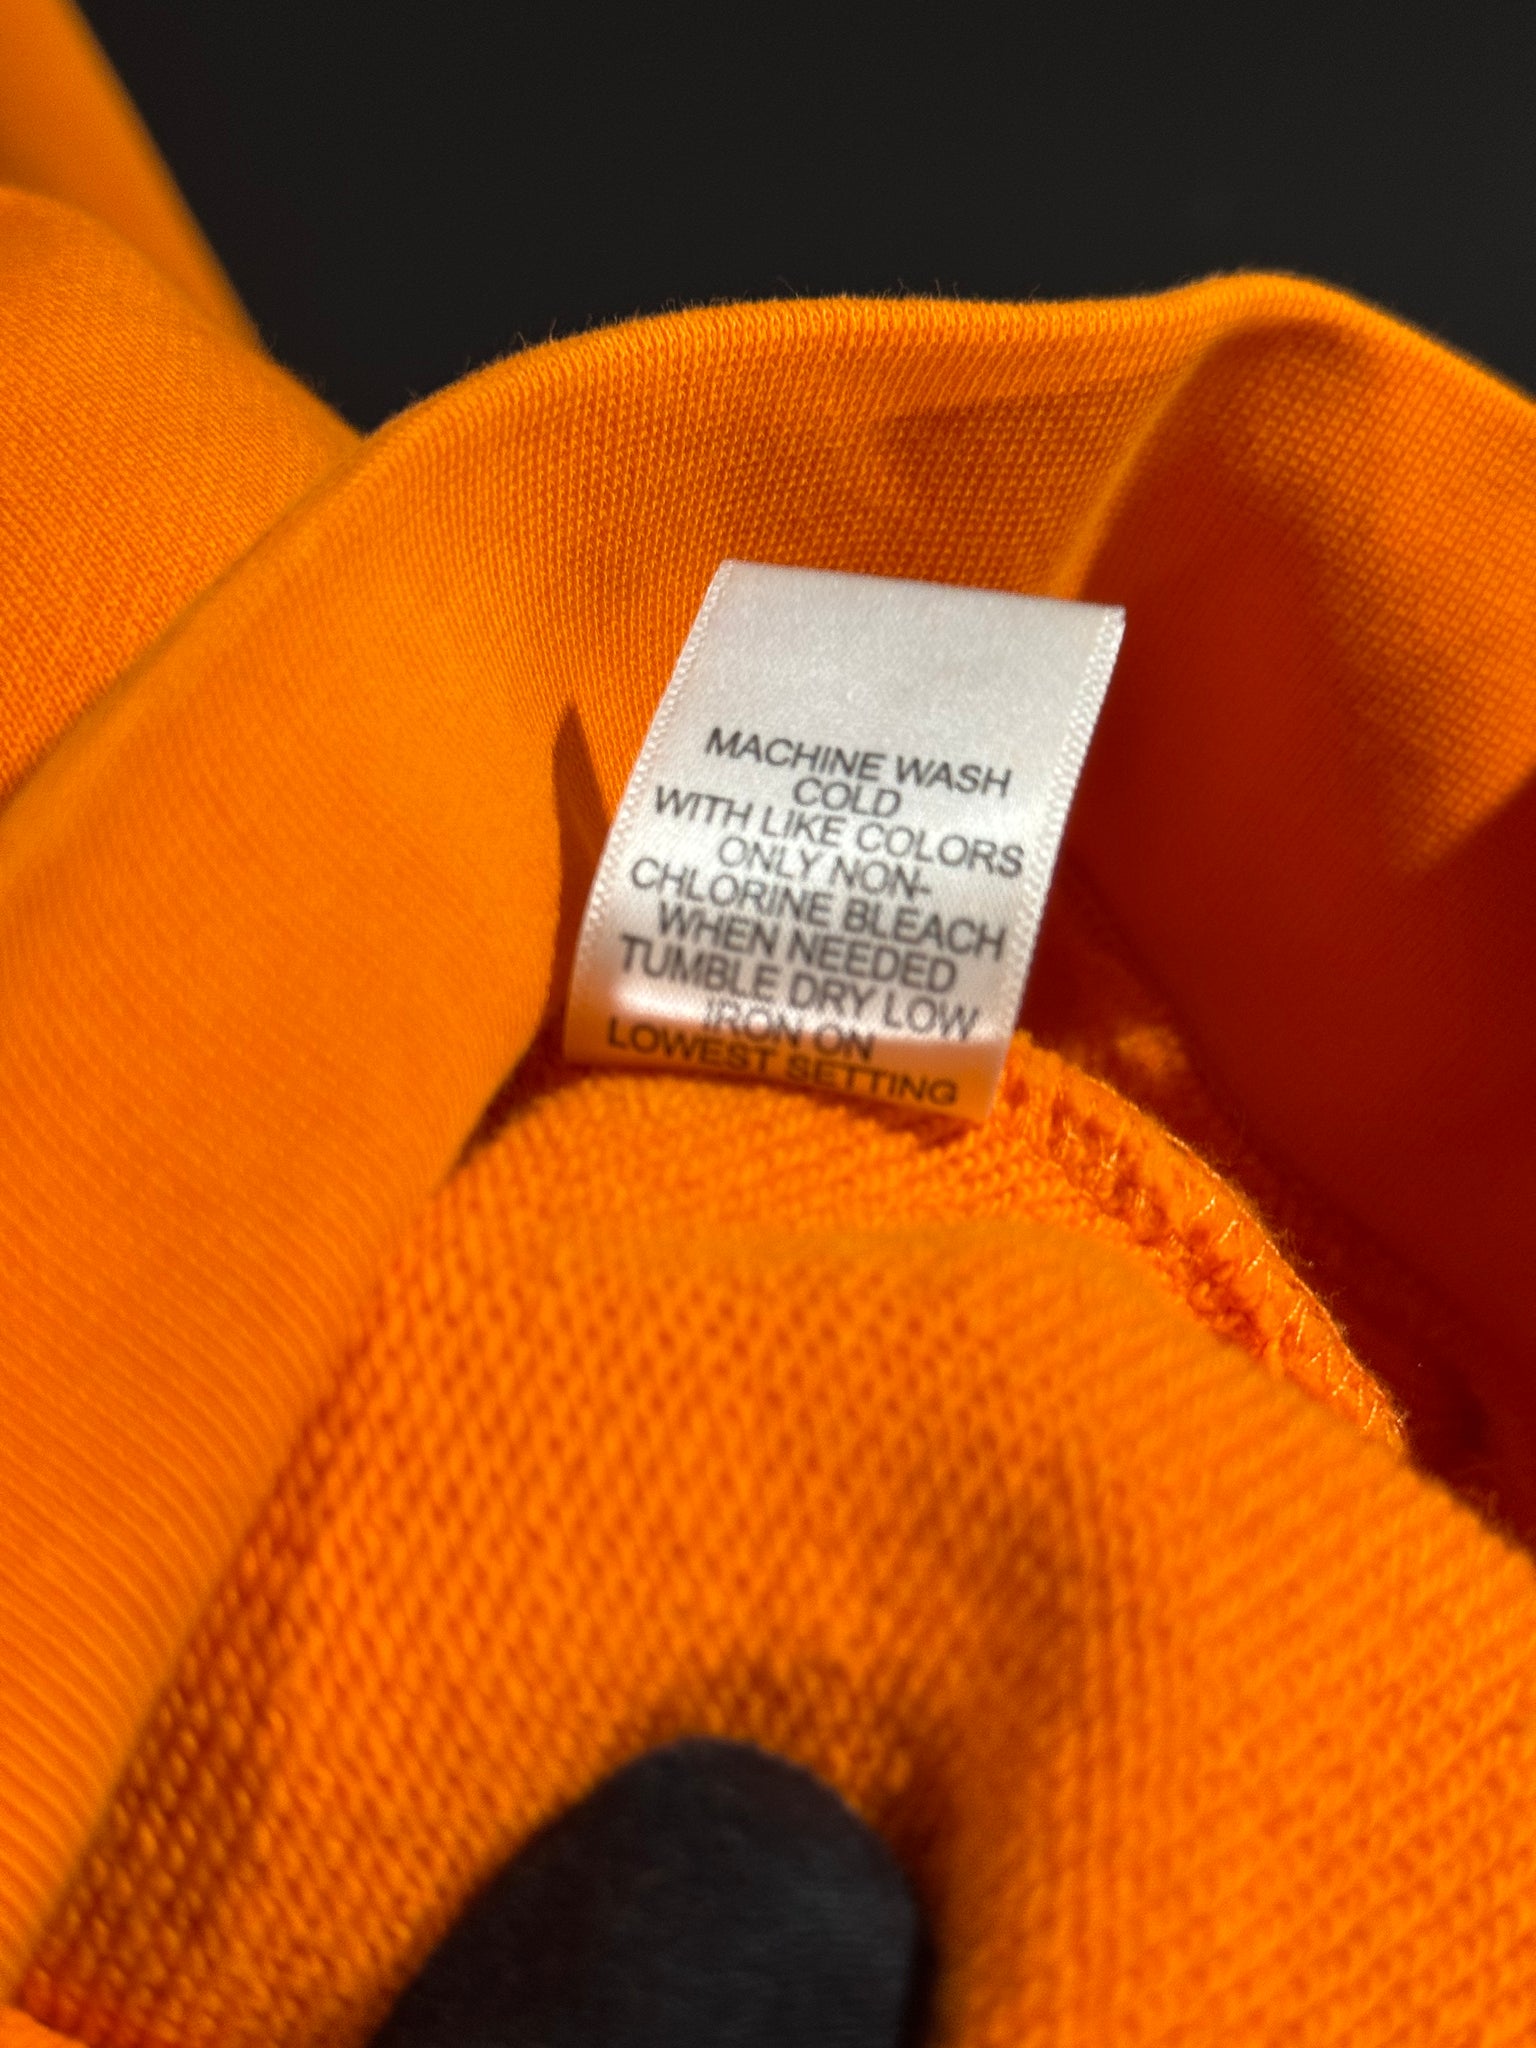 MACHINE WASH
COLD
WITH LIKE COLORS
ONLY NON-
CHLORINE BLEACH
WHEN NEEDED
TUMBLE DRY LOW
IRON ON
LOWEST SETTING